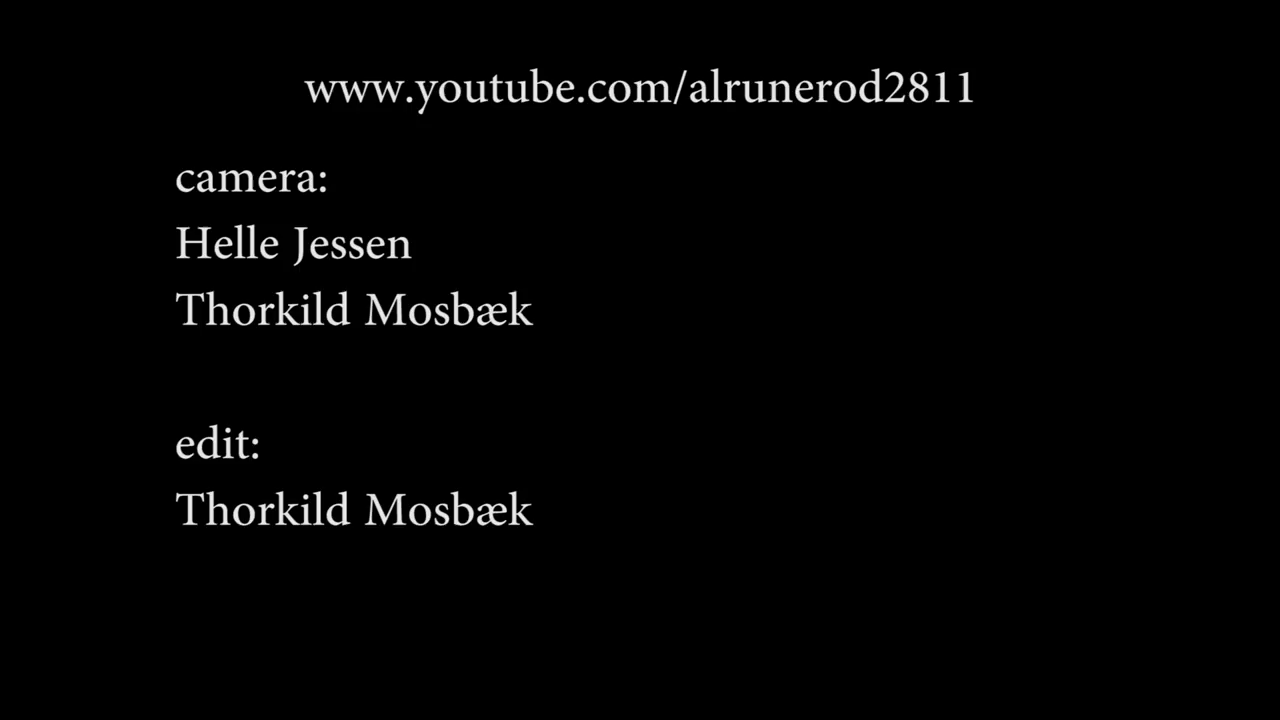 www.youtube.com/alrunerod2811
camera:
Helle Jessen
Thorkild Mosbæk
edit:
Thorkild Mosbæk